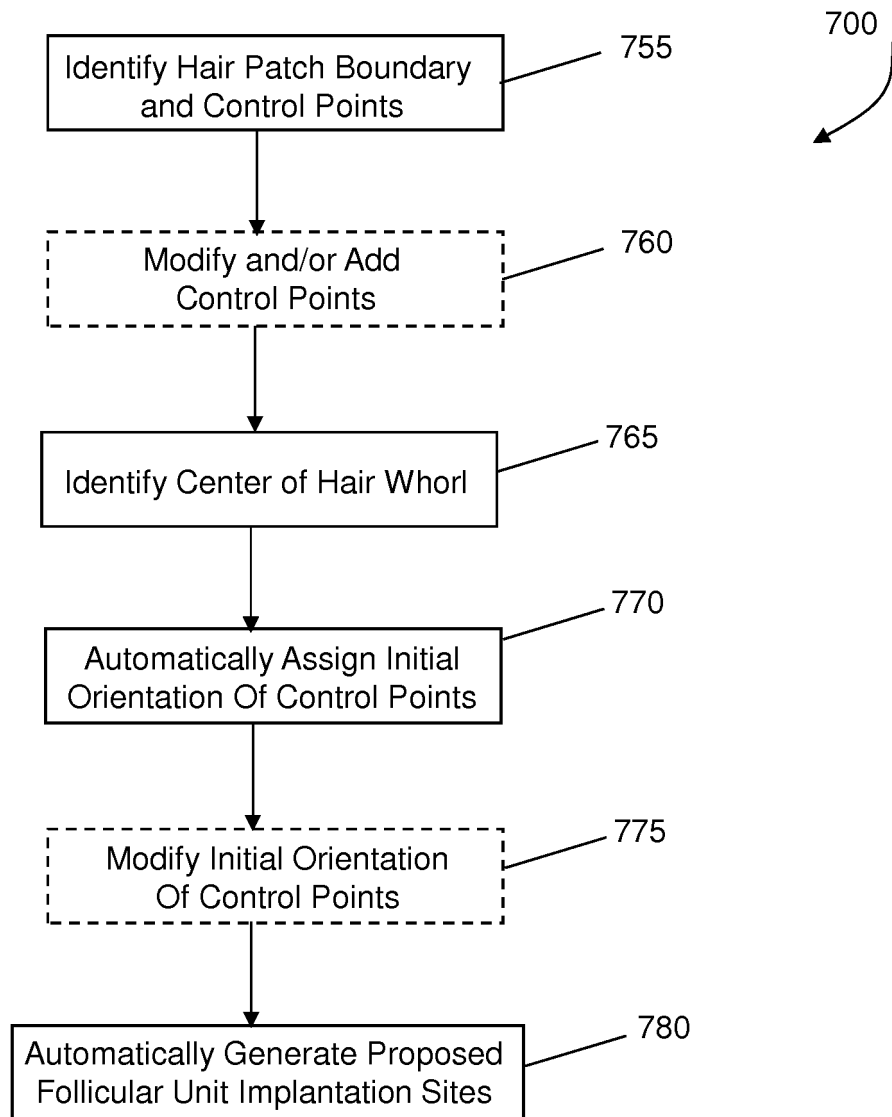 700
Identify Hair Patch Boundary
and Control Points
755
Modify and/or Add
Control Points
760
Identify Center of Hair Whorl
765
Automatically Assign Initial
Orientation Of Control Points
770
Modify Initial Orientation
Of Control Points
775
Automatically Generate Proposed
Follicular Unit Implantation Sites
780